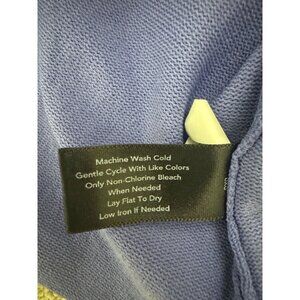 Machine Wash Cold
Gentle Cycle With Like Colors
Only Non-Chlorine Bleach
When Needed
Lay Flat To Dry
Low Iron If Needed